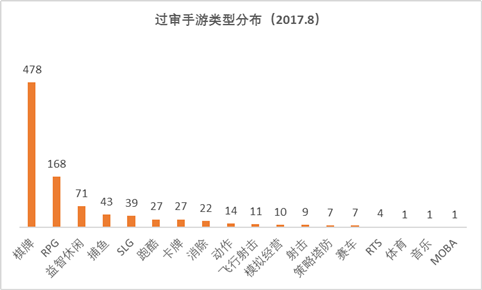 过审手游类型分布（2017.8）
478
168
71
43
39
27
27
22
14
11
10
9
7
7
4
1
1
1
棋牌
RPG
益智休闲
捕鱼
SLG
跑酷
卡牌
消除
动作
飞行射击
模拟经营
射击
策略塔防
赛车
RTS
体育
音乐
MOBA